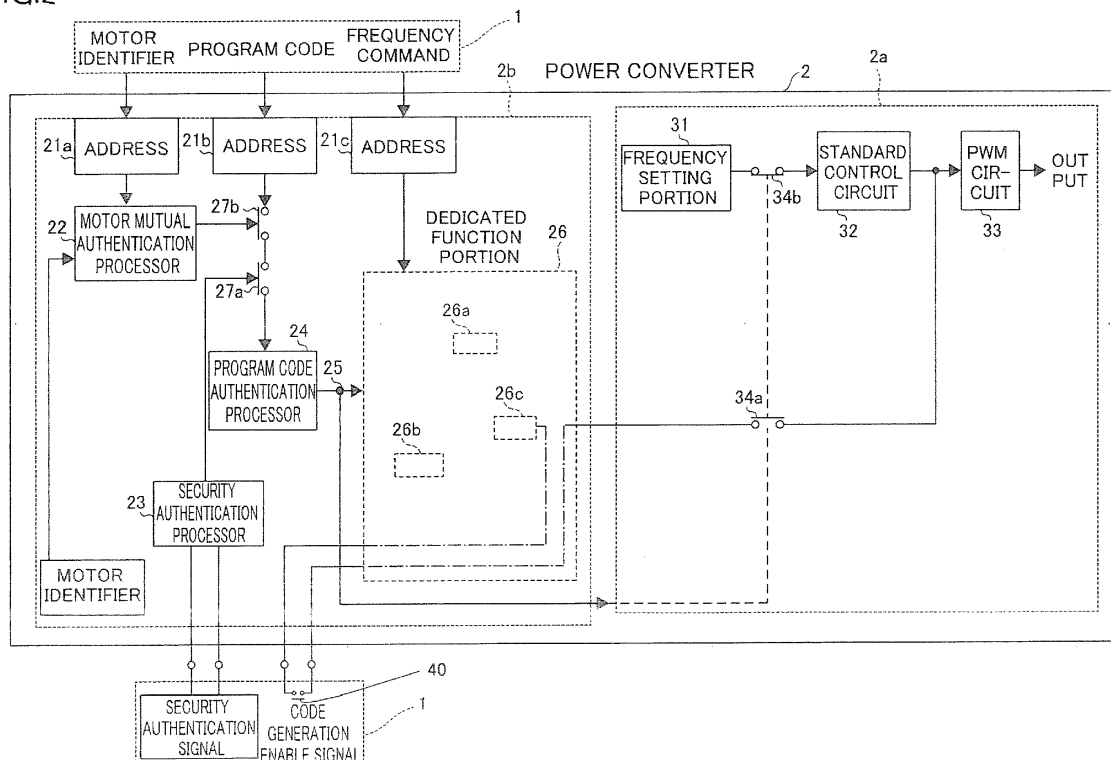 MOTOR
IDENTIFIER
PROGRAM CODE
FREQUENCY
COMMAND
1
2b
POWER CONVERTER
2
2a
21a
ADDRESS
21b
ADDRESS
21c
ADDRESS
31
FREQUENCY
SETTING
PORTION
34b
STANDARD
CONTROL
CIRCUIT
32
PWM
CIR-
CUIT
33
OUT
PUT
22
MOTOR MUTUAL
AUTHENTICATION
PROCESSOR
27b
27a
DEDICATED
FUNCTION
PORTION
26
26a
26b
26c
24
PROGRAM CODE
AUTHENTICATION
PROCESSOR
25
34a
23
SECURITY
AUTHENTICATION
PROCESSOR
MOTOR
IDENTIFIER
SECURITY
AUTHENTICATION
SIGNAL
40
CODE
GENERATION
ENABLE SIGNAL
1